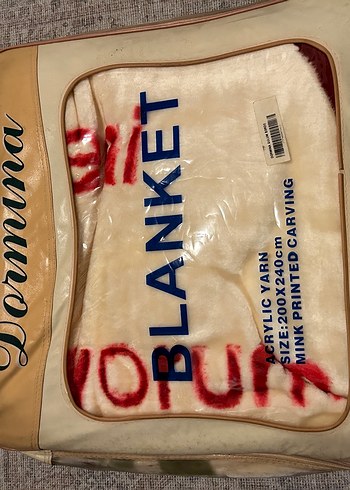 Dormina
BLANKET
ACRYLIC YARN
SIZE:200X240cm
MINK PRINTED CARVING